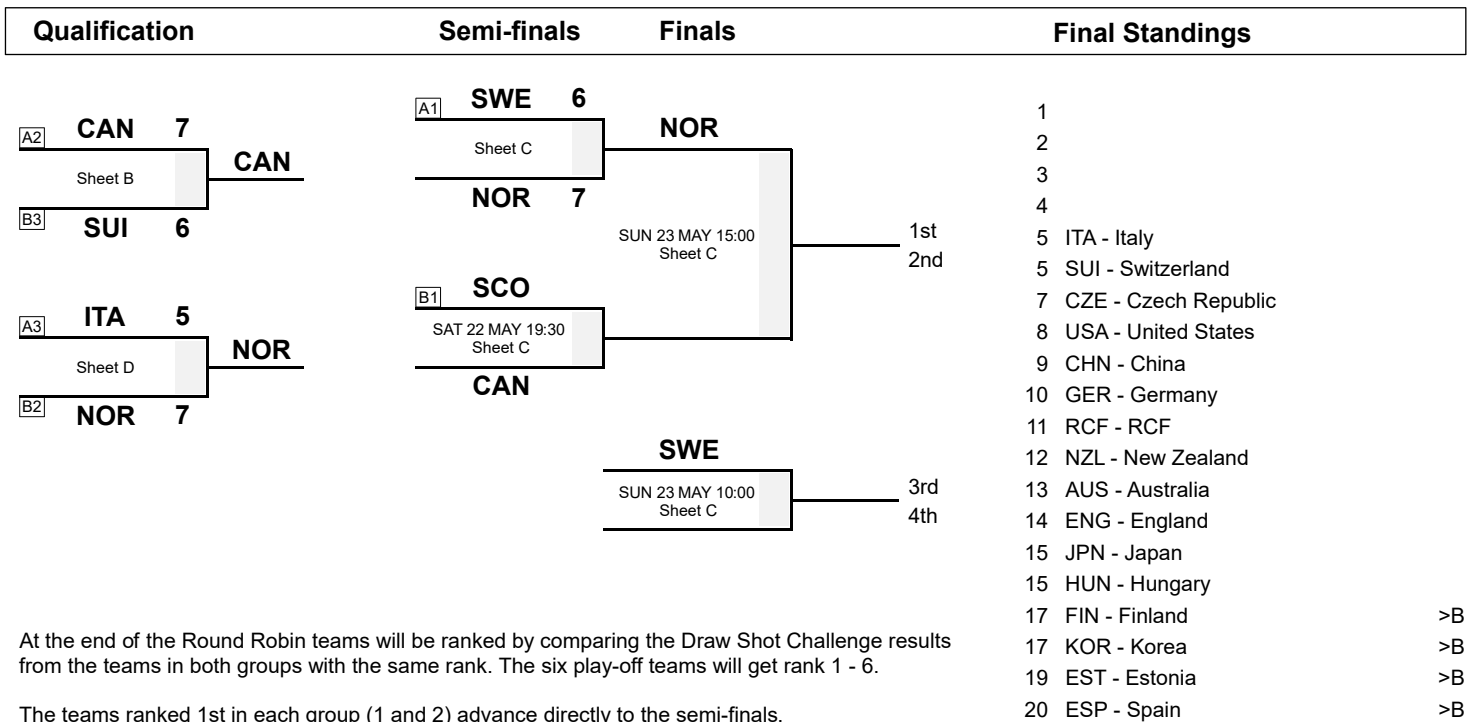 Qualification Semi-finals Finals Final Standings
A2 CAN 7
Sheet B
CAN
B3 SUI 6
A3 ITA 5
Sheet D
NOR
B2 NOR 7
A1 SWE 6
Sheet C
NOR 7
B1 SCO
SAT 22 MAY 19:30
Sheet C
CAN
NOR
SUN 23 MAY 15:00
Sheet C
1st
2nd
SWE
SUN 23 MAY 10:00
Sheet C
3rd
4th
1
2
3
4
5 ITA - Italy
5 SUI - Switzerland
7 CZE - Czech Republic
8 USA - United States
9 CHN - China
10 GER - Germany
11 RCF - RCF
12 NZL - New Zealand
13 AUS - Australia
14 ENG - England
15 JPN - Japan
15 HUN - Hungary
17 FIN - Finland >B
17 KOR - Korea >B
19 EST - Estonia >B
20 ESP - Spain >B
At the end of the Round Robin teams will be ranked by comparing the Draw Shot Challenge results
from the teams in both groups with the same rank. The six play-off teams will get rank 1 - 6.
The teams ranked 1st in each group (1 and 2) advance directly to the semi-finals.